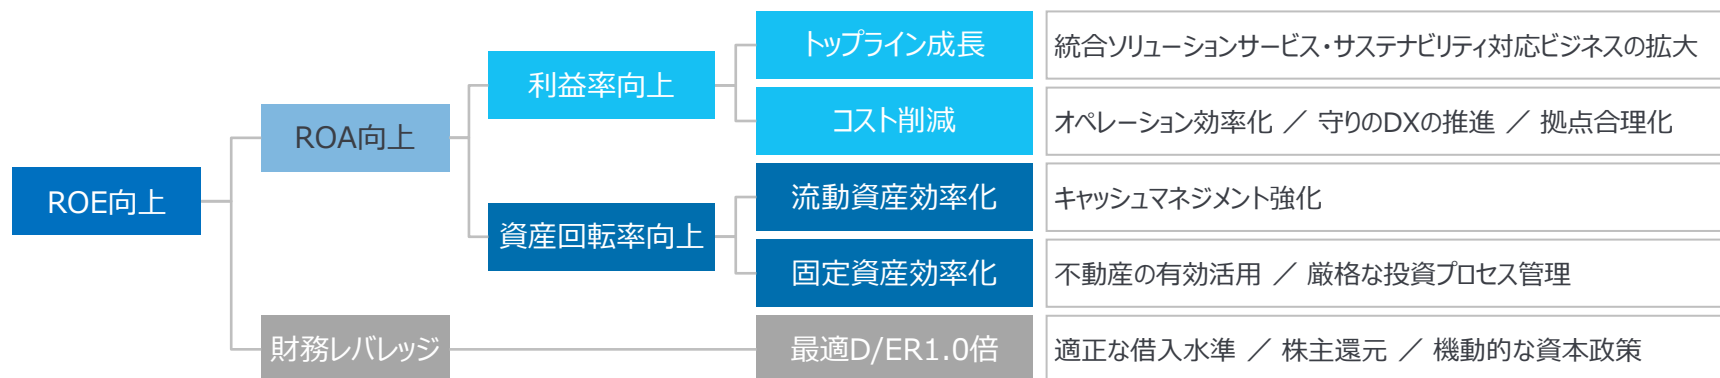 トップライン成長
統合ソリューションサービス・サステナビリティ対応ビジネスの拡大
利益率向上
コスト削減
オペレーション効率化 ／ 守りのDXの推進 ／ 拠点合理化
ROA向上
ROE向上
流動資産効率化
キャッシュマネジメント強化
資産回転率向上
固定資産効率化
不動産の有効活用 ／ 厳格な投資プロセス管理
財務レバレッジ
最適D/ER1.0倍
適正な借入水準 ／ 株主還元 ／ 機動的な資本政策